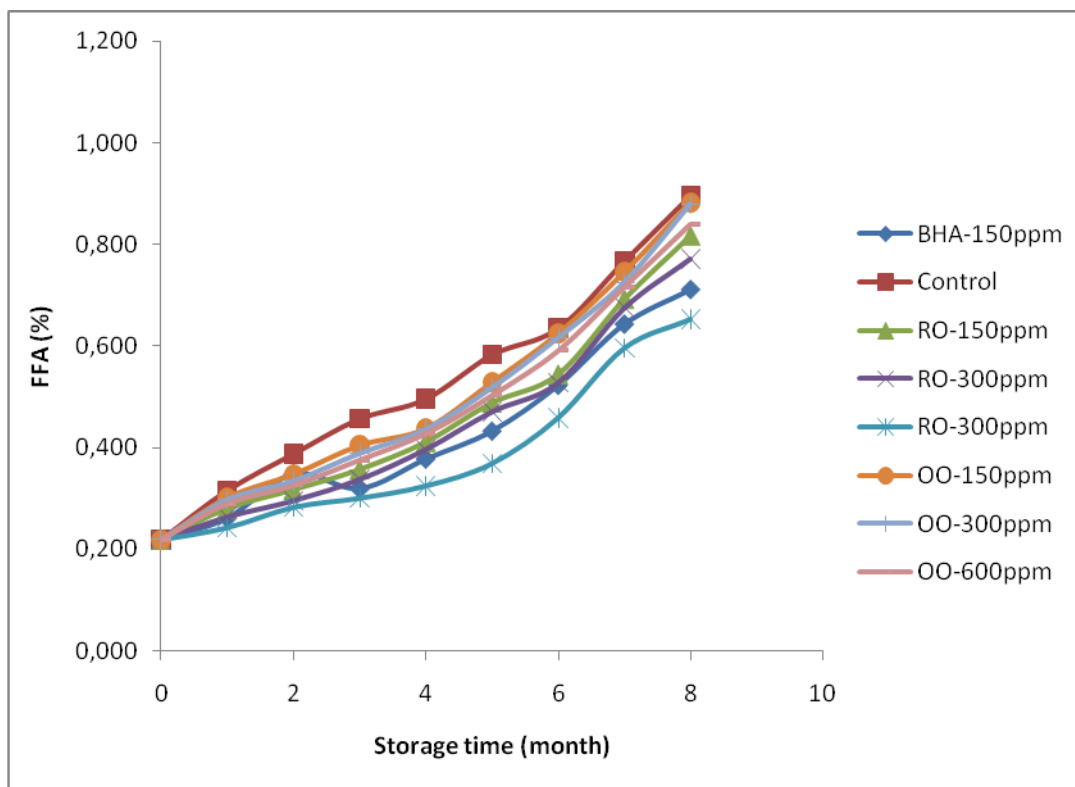 1,200
1,000
0,800
0,600
0,400
0,200
0,000
FFA (%)
0 2 4 6 8 10
Storage time (month)
BHA-150ppm
Control
RO-150ppm
RO-300ppm
RO-300ppm
OO-150ppm
OO-300ppm
OO-600ppm